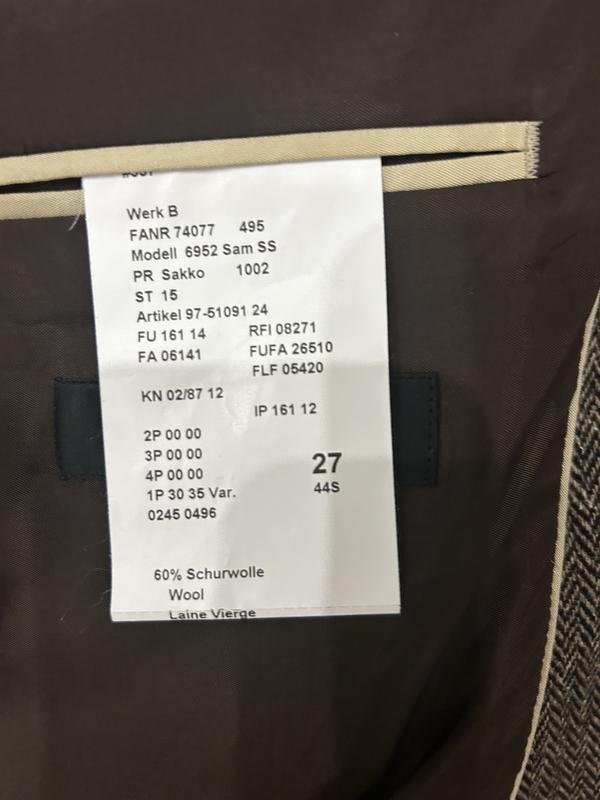 Werk B
FANR 74077 495
Modell 6952 Sam SS
PR Sakko 1002
ST 15
Artikel 97-51091 24
FU 161 14 RFI 08271
FA 06141 FUFA 26510
FLF 05420
KN 02/87 12
IP 161 12
2P 00 00
3P 00 00
4P 00 00
1P 30 35 Var.
0245 0496
27
44S
60% Schurwolle
Wool
Laine Vierge